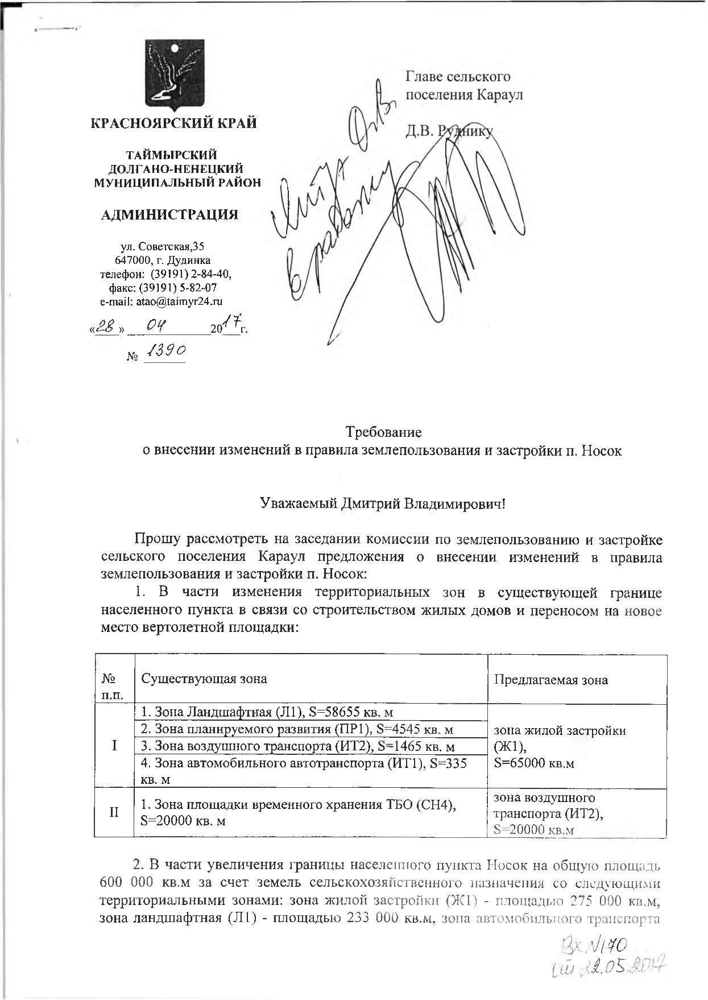 КРАСНОЯРСКИЙ КРАЙ
ТАЙМЫРСКИЙ
ДОЛГАНО-НЕНЕЦКИЙ
МУНИЦИПАЛЬНЫЙ РАЙОН
АДМИНИСТРАЦИЯ
ул. Советская,35
647000, г. Дудинка
телефон: (39191) 2-84-40,
факс: (39191) 5-82-07
e-mail: atao@taimyr24.ru
«28» 04 2017г.
№ 1390
Главе сельского
поселения Караул
Д.В. Руднику
в работу
Требование
о внесении изменений в правила землепользования и застройки п. Носок
Уважаемый Дмитрий Владимирович!
Прошу рассмотреть на заседании комиссии по землепользованию и застройке
сельского поселения Караул предложения о внесении изменений в правила
землепользования и застройки п. Носок:
1. В части изменения территориальных зон в существующей границе
населенного пункта в связи со строительством жилых домов и переносом на новое
место вертолетной площадки:
№
п.п.
Существующая зона
Предлагаемая зона
I
1. Зона Ландшафтная (Л1), S=58655 кв. м
2. Зона планируемого развития (ПР1), S=4545 кв. м
3. Зона воздушного транспорта (ИТ2), S=1465 кв. м
4. Зона автомобильного автотранспорта (ИТ1), S=335
кв. м
зона жилой застройки
(Ж1),
S=65000 кв.м
II
1. Зона площадки временного хранения ТБО (СН4),
S=20000 кв. м
зона воздушного
транспорта (ИТ2),
S=20000 кв.м
2. В части увеличения границы населенного пункта Носок на общую площадь
600 000 кв.м за счет земель сельскохозяйственного назначения со следующими
территориальными зонами: зона жилой застройки (Ж1) - площадью 275 000 кв.м,
зона ландшафтная (Л1) - площадью 233 000 кв.м, зона автомобильного транспорта
Вх.N170
от 22.05.2017